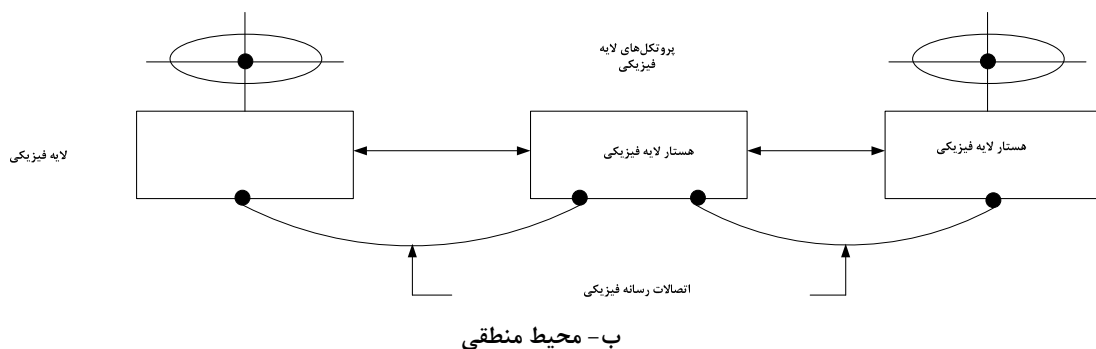 پروتکل‌های لایه
فیزیکی
هستار لایه فیزیکی
هستار لایه فیزیکی
لایه فیزیکی
اتصالات رسانه فیزیکی
ب- محیط منطقی